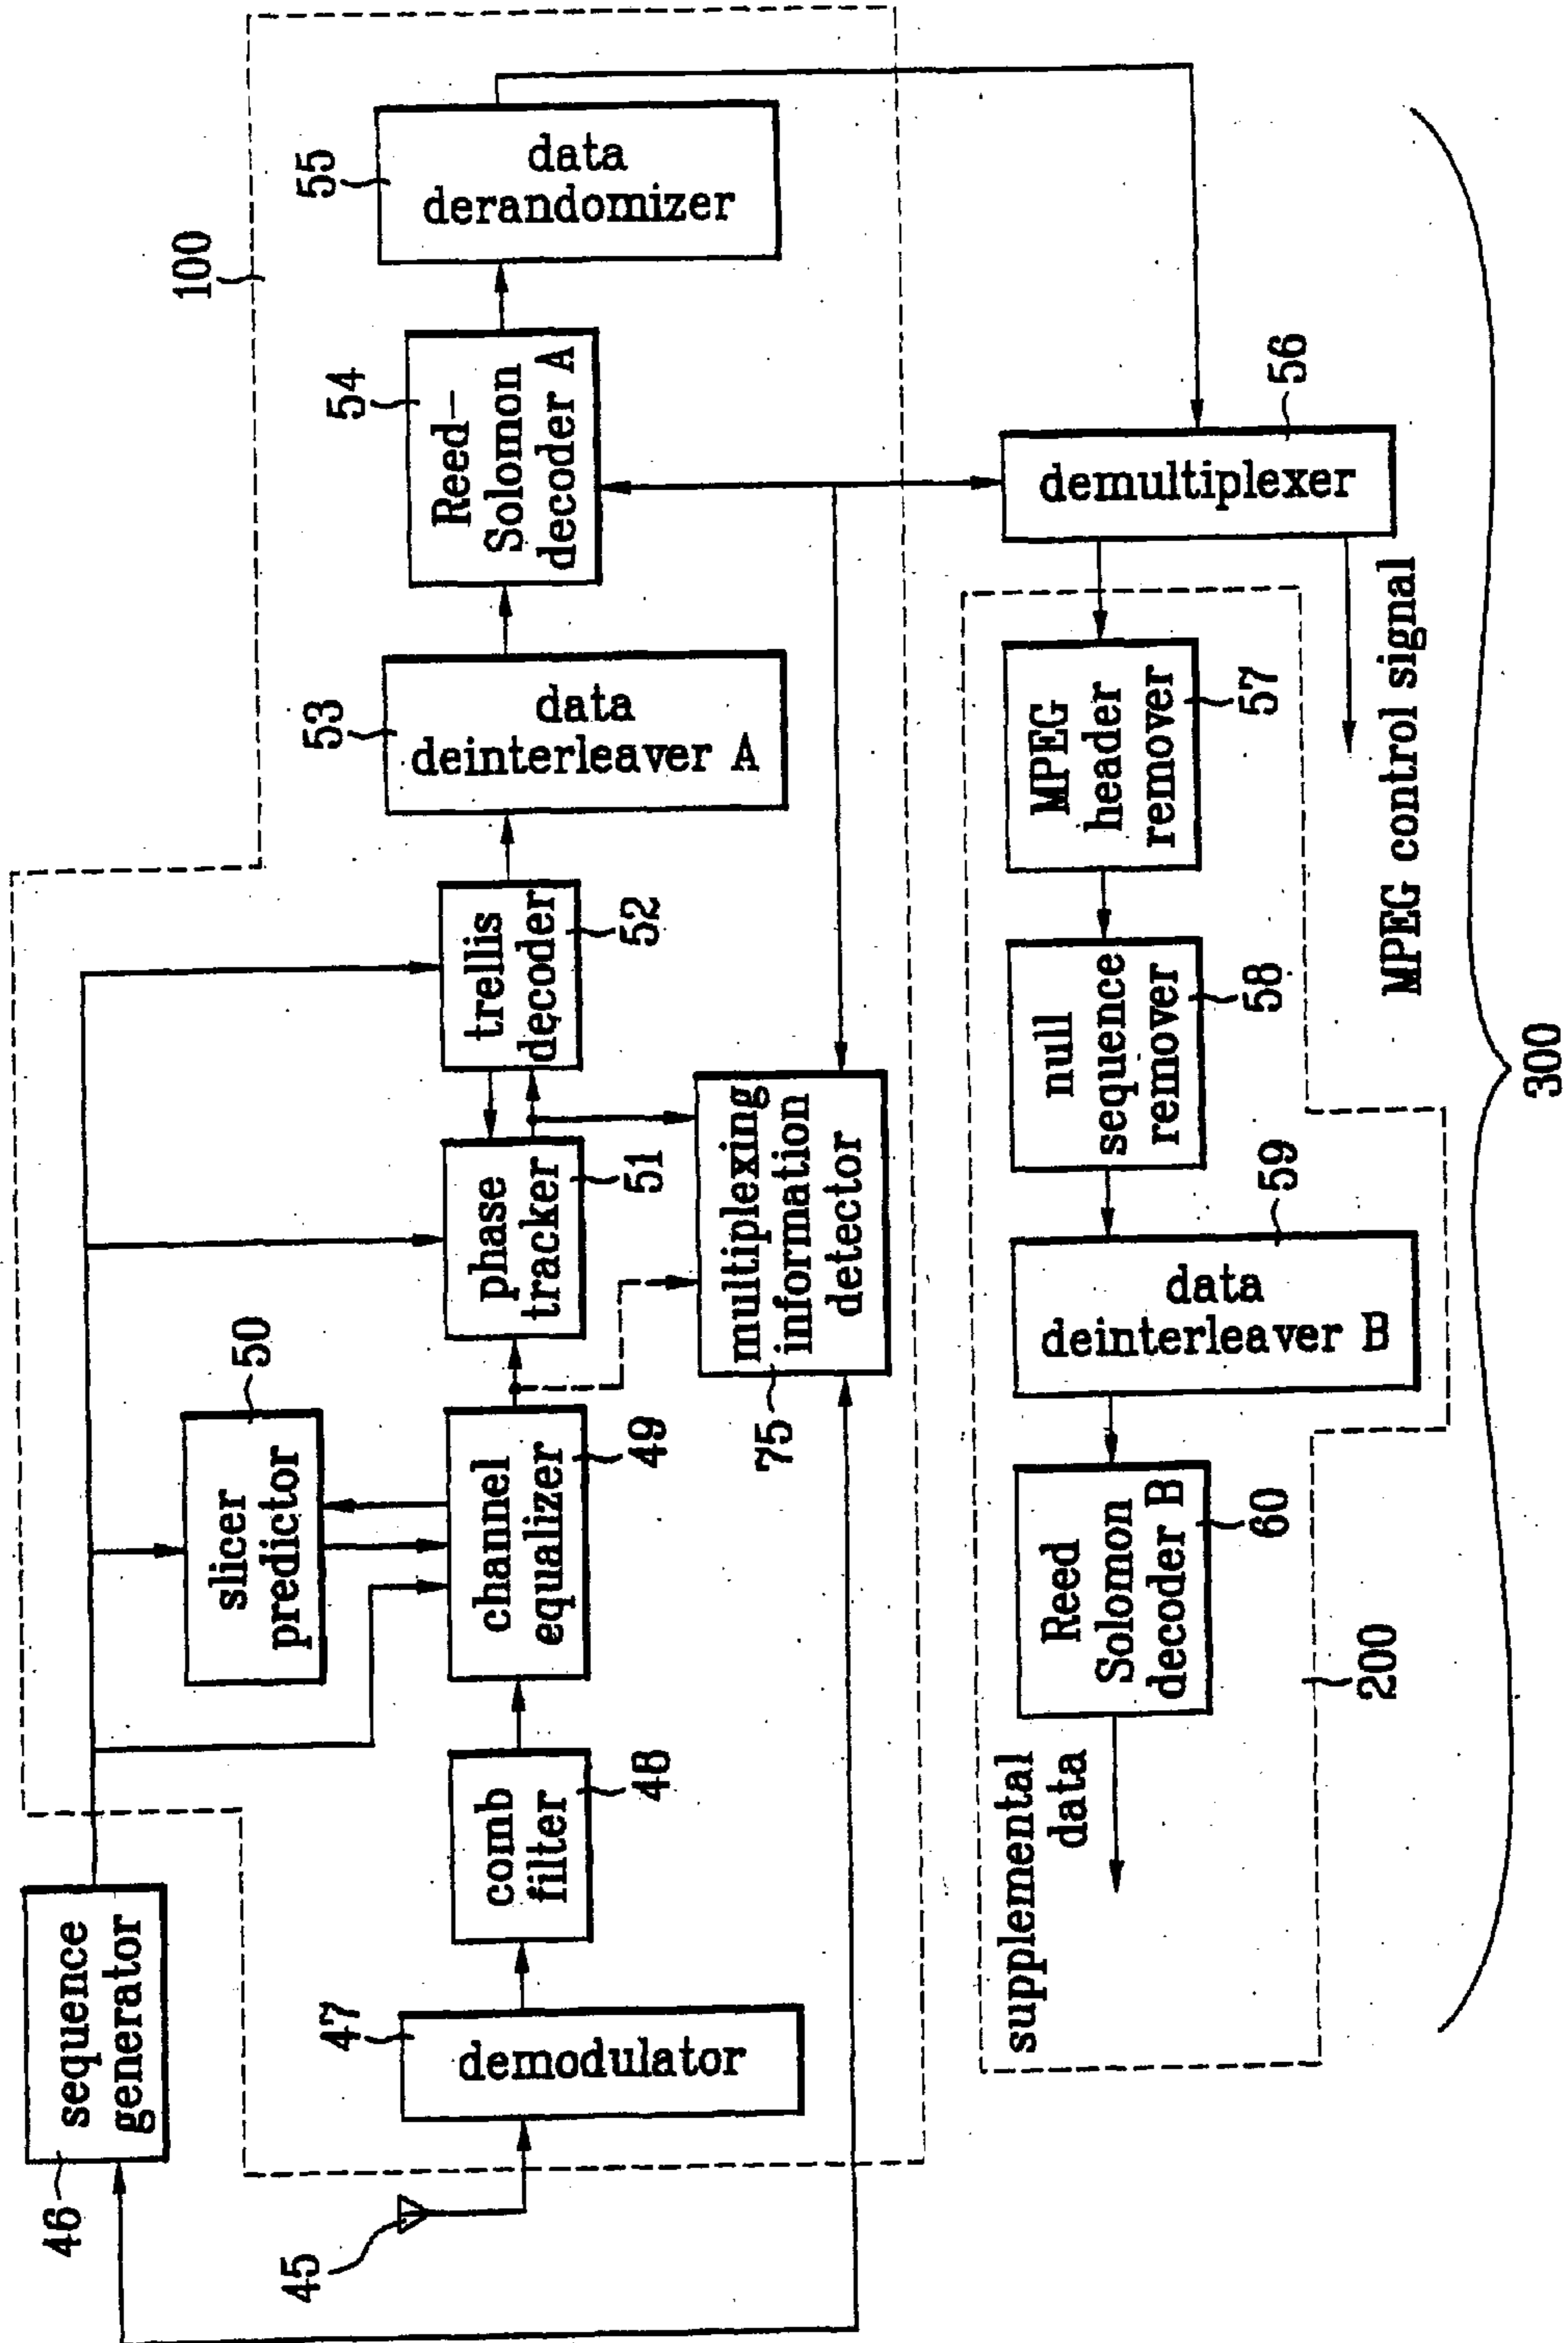 100
55
data
derandomizer
54
Reed-
Solomon
decoder A
53
data
deinterleaver A
trellis
decoder
52
phase
tracker
51
50
slicer
predictor
channel
equalizer
49
comb
filter
48
47
demodulator
sequence
generator
46
45
multiplexing
information
detector
75
56
demultiplexer
MPEG control signal
MPEG
header
remover
57
null
sequence
remover
58
59
data
deinterleaver B
Reed
Solomon
decoder B
60
supplemental
data
200
300